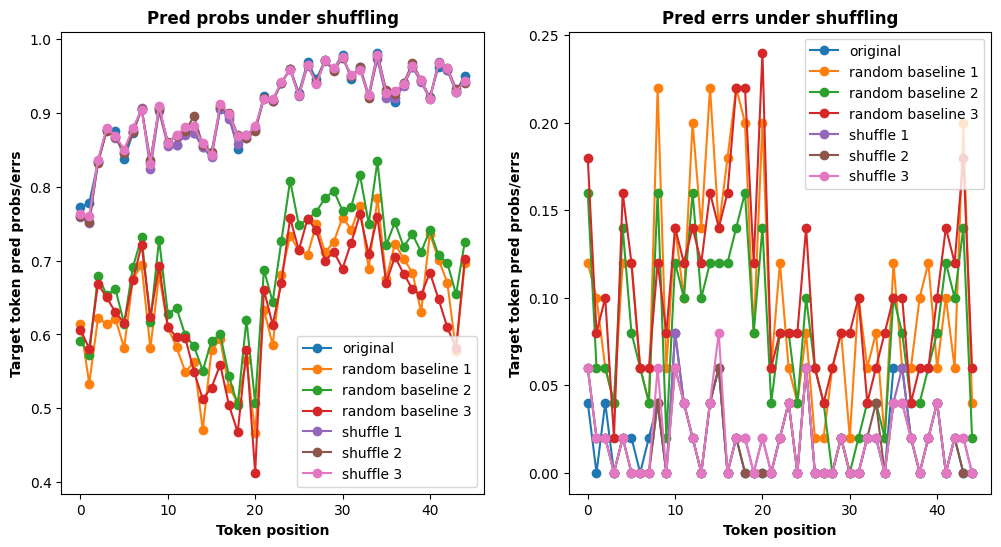 Pred probs under shuffling
Target token pred probs/errs
1.0
0.9
0.8
0.7
0.6
0.5
0.4
original
random baseline 1
random baseline 2
random baseline 3
shuffle 1
shuffle 2
shuffle 3
0
10
20
30
40
Token position
Pred errs under shuffling
Target token pred probs/errs
0.25
0.20
0.15
0.10
0.05
0.00
original
random baseline 1
random baseline 2
random baseline 3
shuffle 1
shuffle 2
shuffle 3
0
10
20
30
40
Token position